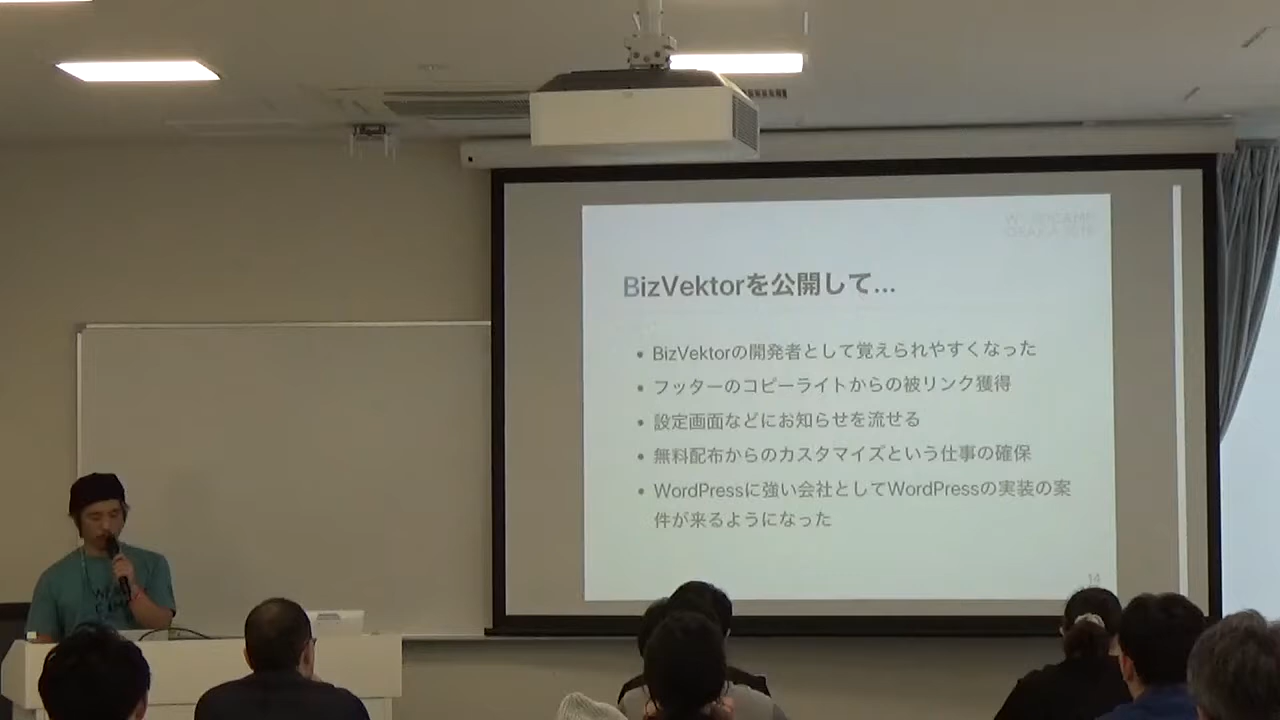 BizVektorを公開して...
• BizVektorの開発者として覚えられやすくなった
• フッターのコピーライトからの被リンク獲得
• 設定画面などにお知らせを流せる
• 無料配布からのカスタマイズという仕事の確保
• WordPressに強い会社としてWordPressの実装の案
件が来るようになった
14